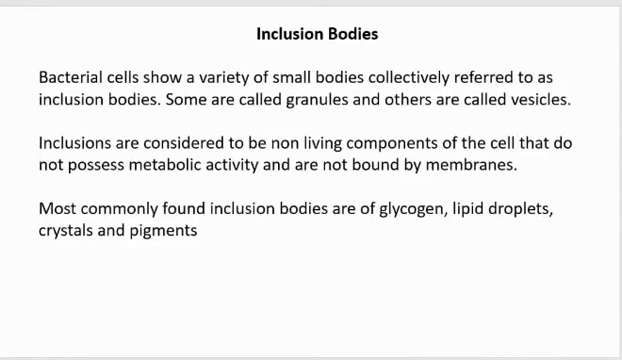 Inclusion Bodies
Bacterial cells show a variety of small bodies collectively referred to as
inclusion bodies. Some are called granules and others are called vesicles.
Inclusions are considered to be non living components of the cell that do
not possess metabolic activity and are not bound by membranes.
Most commonly found inclusion bodies are of glycogen, lipid droplets,
crystals and pigments